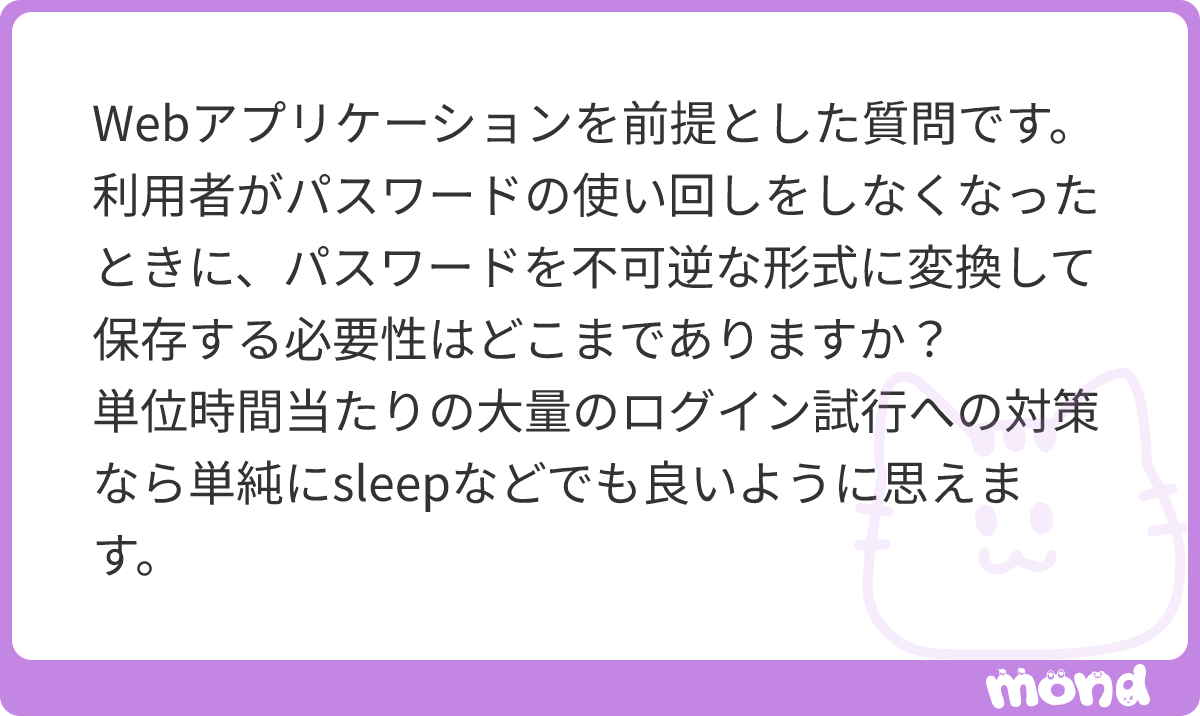 Webアプリケーションを前提とした質問です。
利用者がパスワードの使い回しをしなくなった
ときに、パスワードを不可逆な形式に変換して
保存する必要性はどこまでありますか？
単位時間当たりの大量のログイン試行への対策
なら単純にsleepなどでも良いように思えま
す。
mond